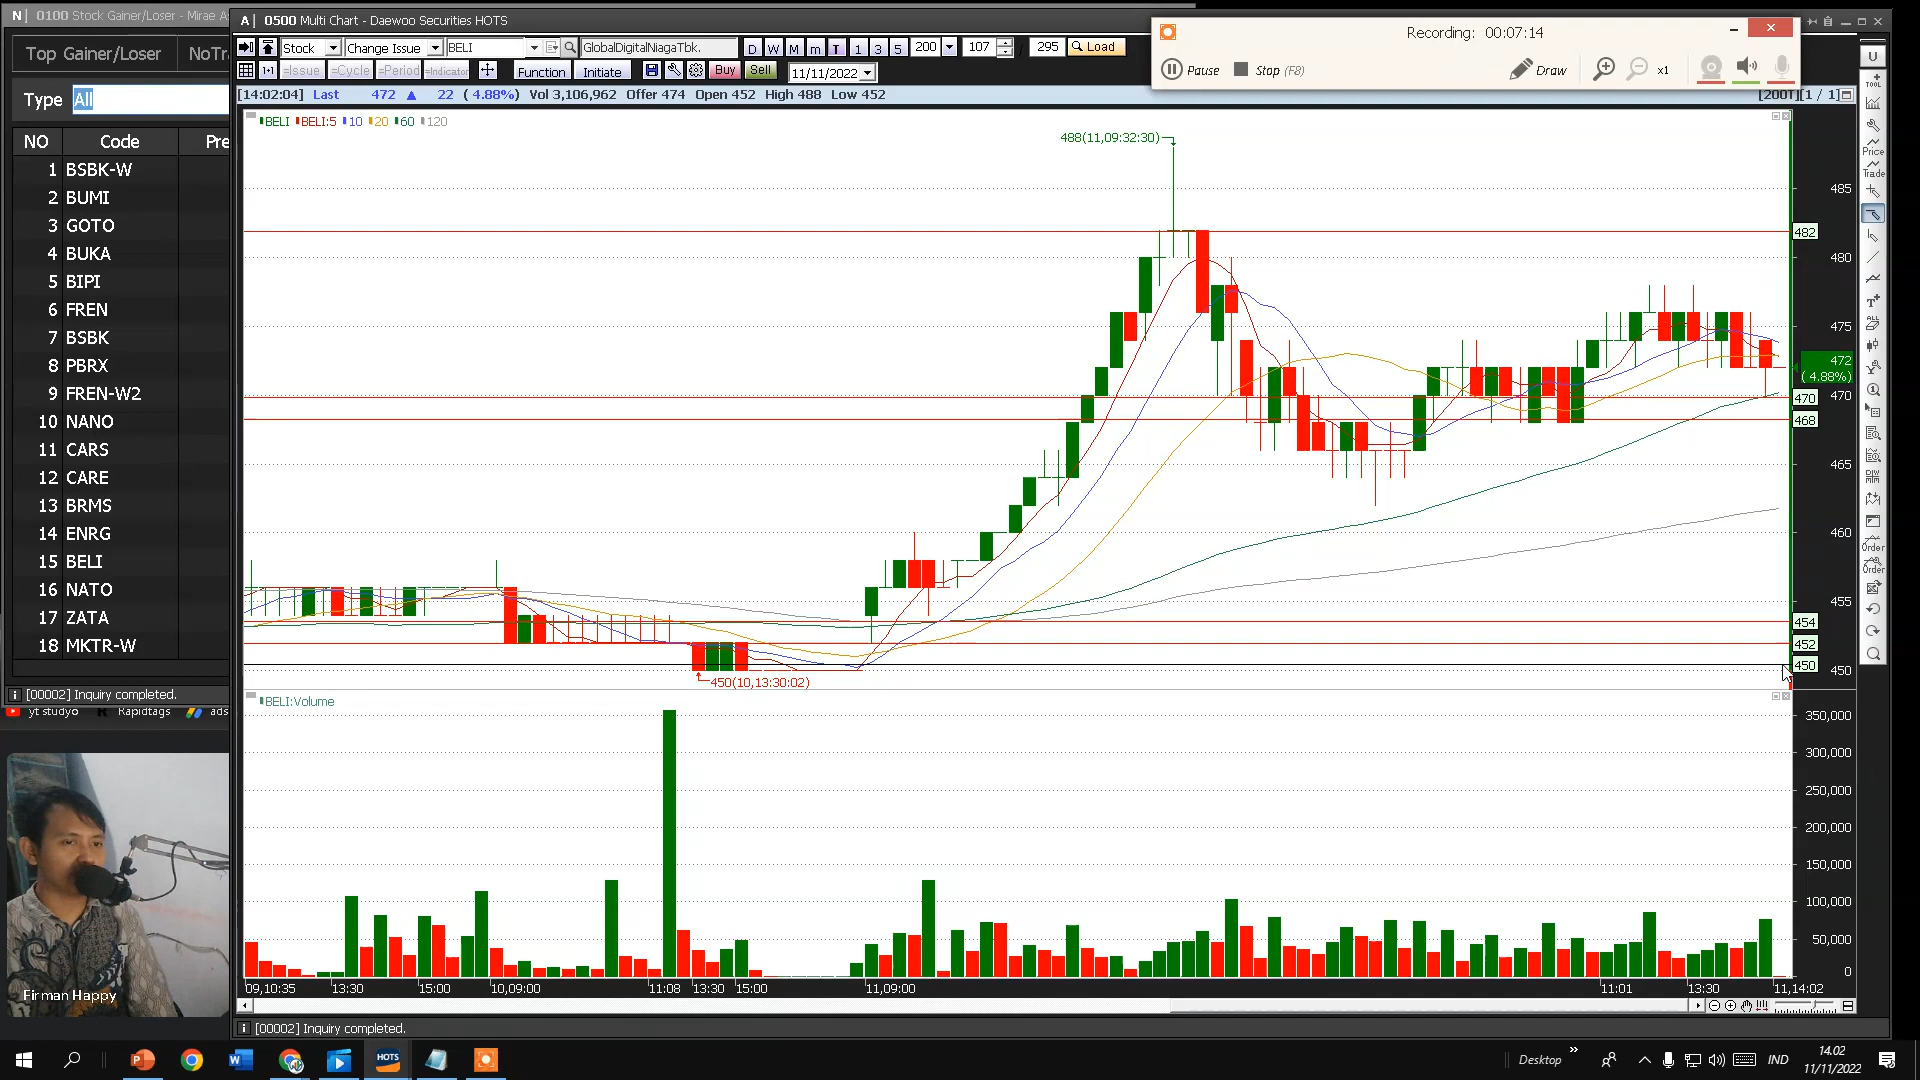 N 0100 Stock Gainer/Loser - Mirae A
Top Gainer/Loser NoTr
Type All
NO Code Pre
1 BSBK-W
2 BUMI
3 GOTO
4 BUKA
5 BIPI
6 FREN
7 BSBK
8 PBRX
9 FREN-W2
10 NANO
11 CARS
12 CARE
13 BRMS
14 ENRG
15 BELI
16 NATO
17 ZATA
18 MKTR-W
[00002] Inquiry completed.
yt studyo Rapidtags ads
Firman Happy
A 0500 Multi Chart - Daewoo Securities HOTS
Stock Change Issue BELI GlobalDigitalNiagaTbk. D W M m T 1 3 5 200 107 295 Load
=Issue =Cycle =Period =Indicator Function Initiate Buy Sell 11/11/2022
[14:02:04] Last 472 ▲ 22 ( 4.88%) Vol 3,106,962 Offer 474 Open 452 High 488 Low 452 [200T][1 / 1]
Recording: 00:07:14
Pause Stop (F8) Draw x1
BELI BELI:5 10 20 60 120
488(11,09:32:30)
450(10,13:30:02)
485
482
480
475
472
( 4.88%)
470
470
468
465
460
455
454
452
450
450
BELI:Volume
350,000
300,000
250,000
200,000
150,000
100,000
50,000
0
09,10:35 13:30 15:00 10,09:00 11:08 13:30 15:00 11,09:00 11:01 13:30 11,14:02
[00002] Inquiry completed.
U
TOOL
Price
Trade
ALL
Order
Order
HOTS
Desktop IND
14.02
11/11/2022